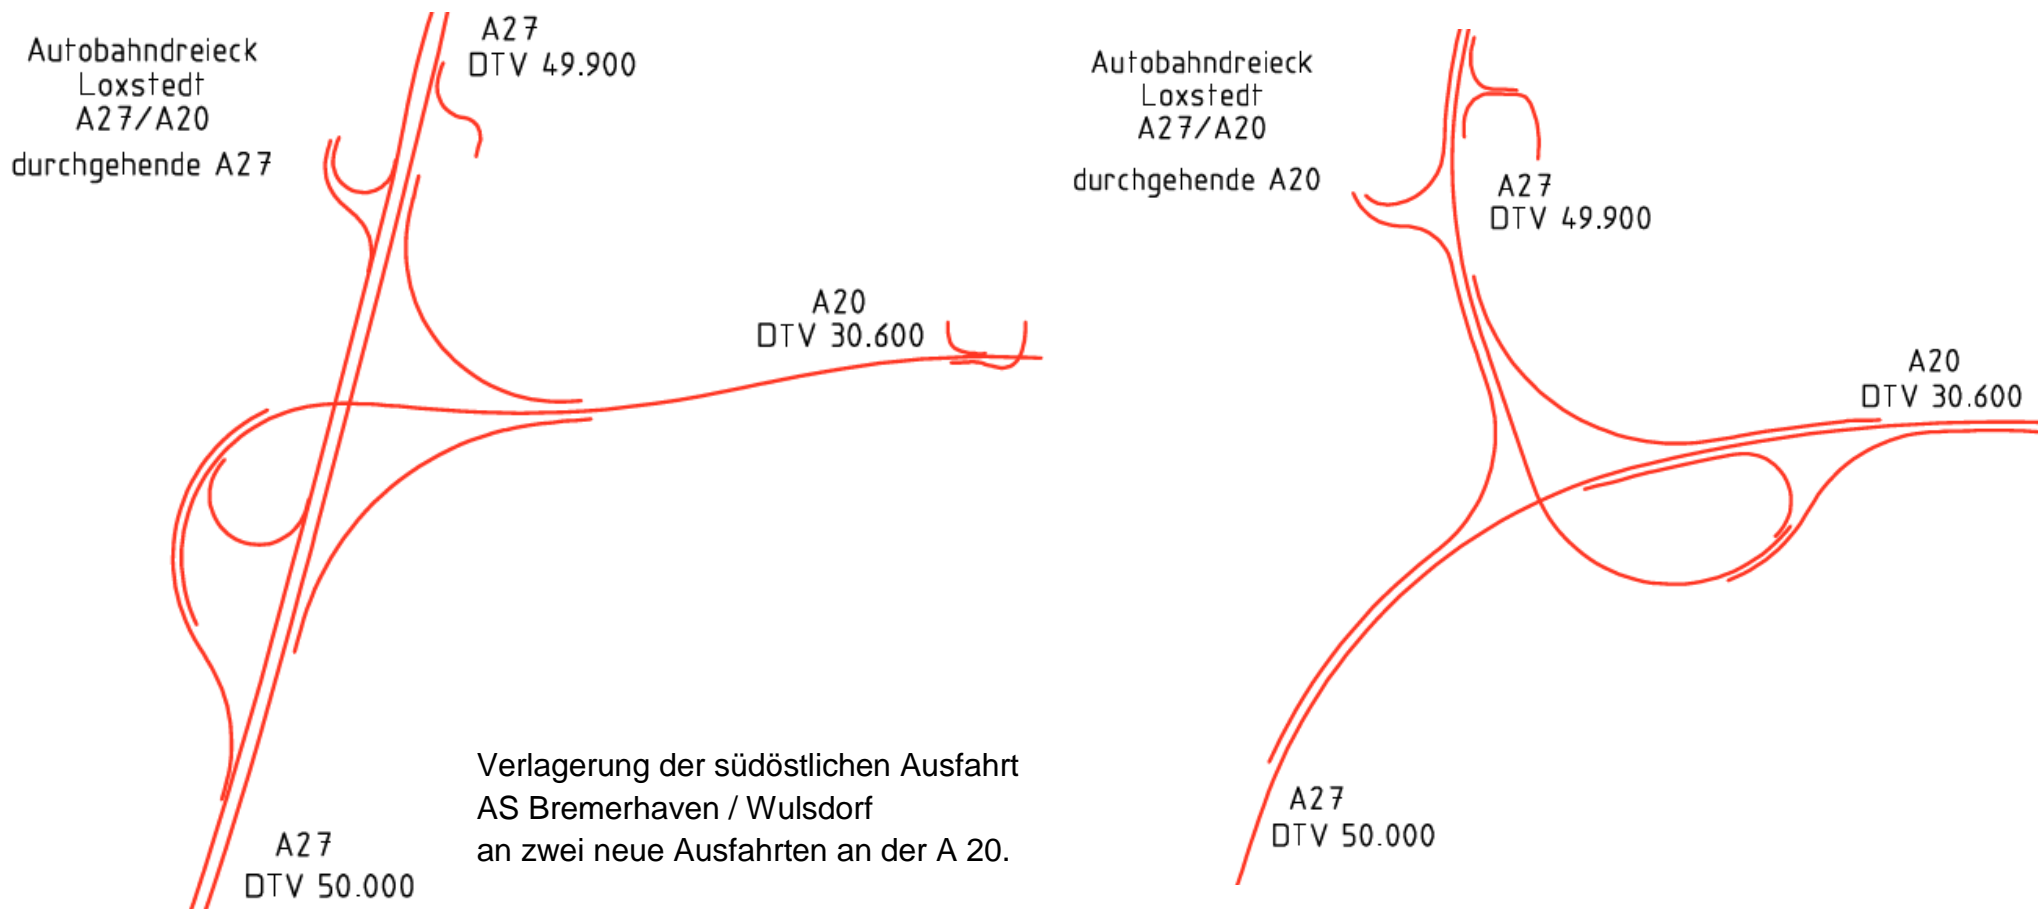 Autobahndreieck
Loxstedt
A27/A20
durchgehende A27
A27
DTV 49.900
A20
DTV 30.600
A27
DTV 50.000
Verlagerung der südöstlichen Ausfahrt
AS Bremerhaven / Wulsdorf
an zwei neue Ausfahrten an der A 20.
Autobahndreieck
Loxstedt
A27/A20
durchgehende A20
A27
DTV 49.900
A20
DTV 30.600
A27
DTV 50.000